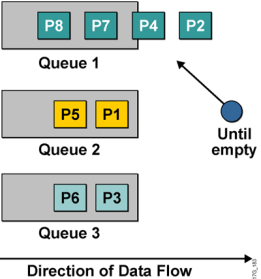 P8 P7 P4 P2
Queue 1
P5 P1
Until
empty
Queue 2
P6 P3
Queue 3
Direction of Data Flow
170_183